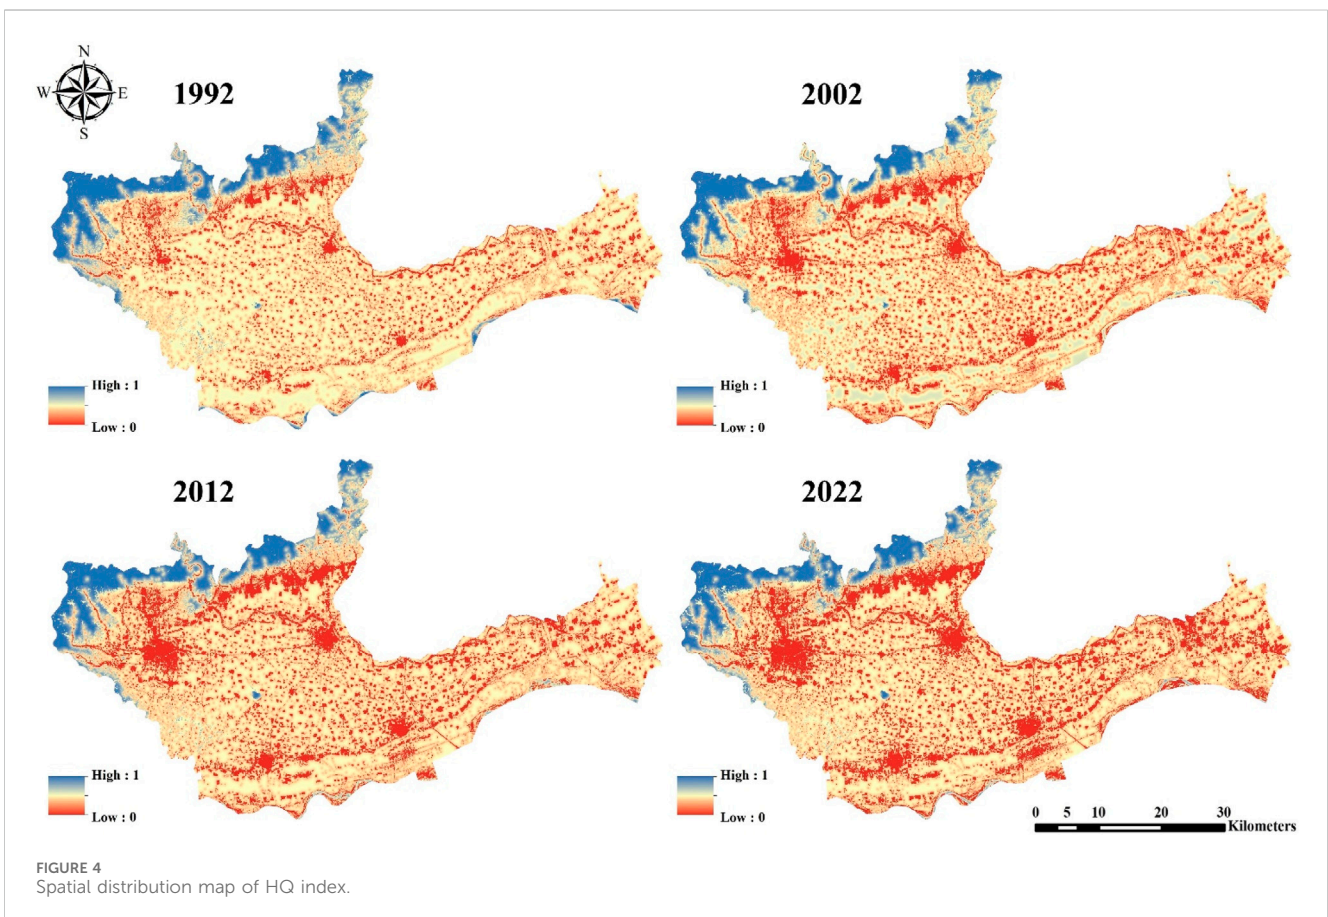 N
W E
S
1992
2002
High : 1
Low : 0
High : 1
Low : 0
2012
2022
High : 1
Low : 0
High : 1
Low : 0
0 5 10 20 30
Kilometers
FIGURE 4
Spatial distribution map of HQ index.